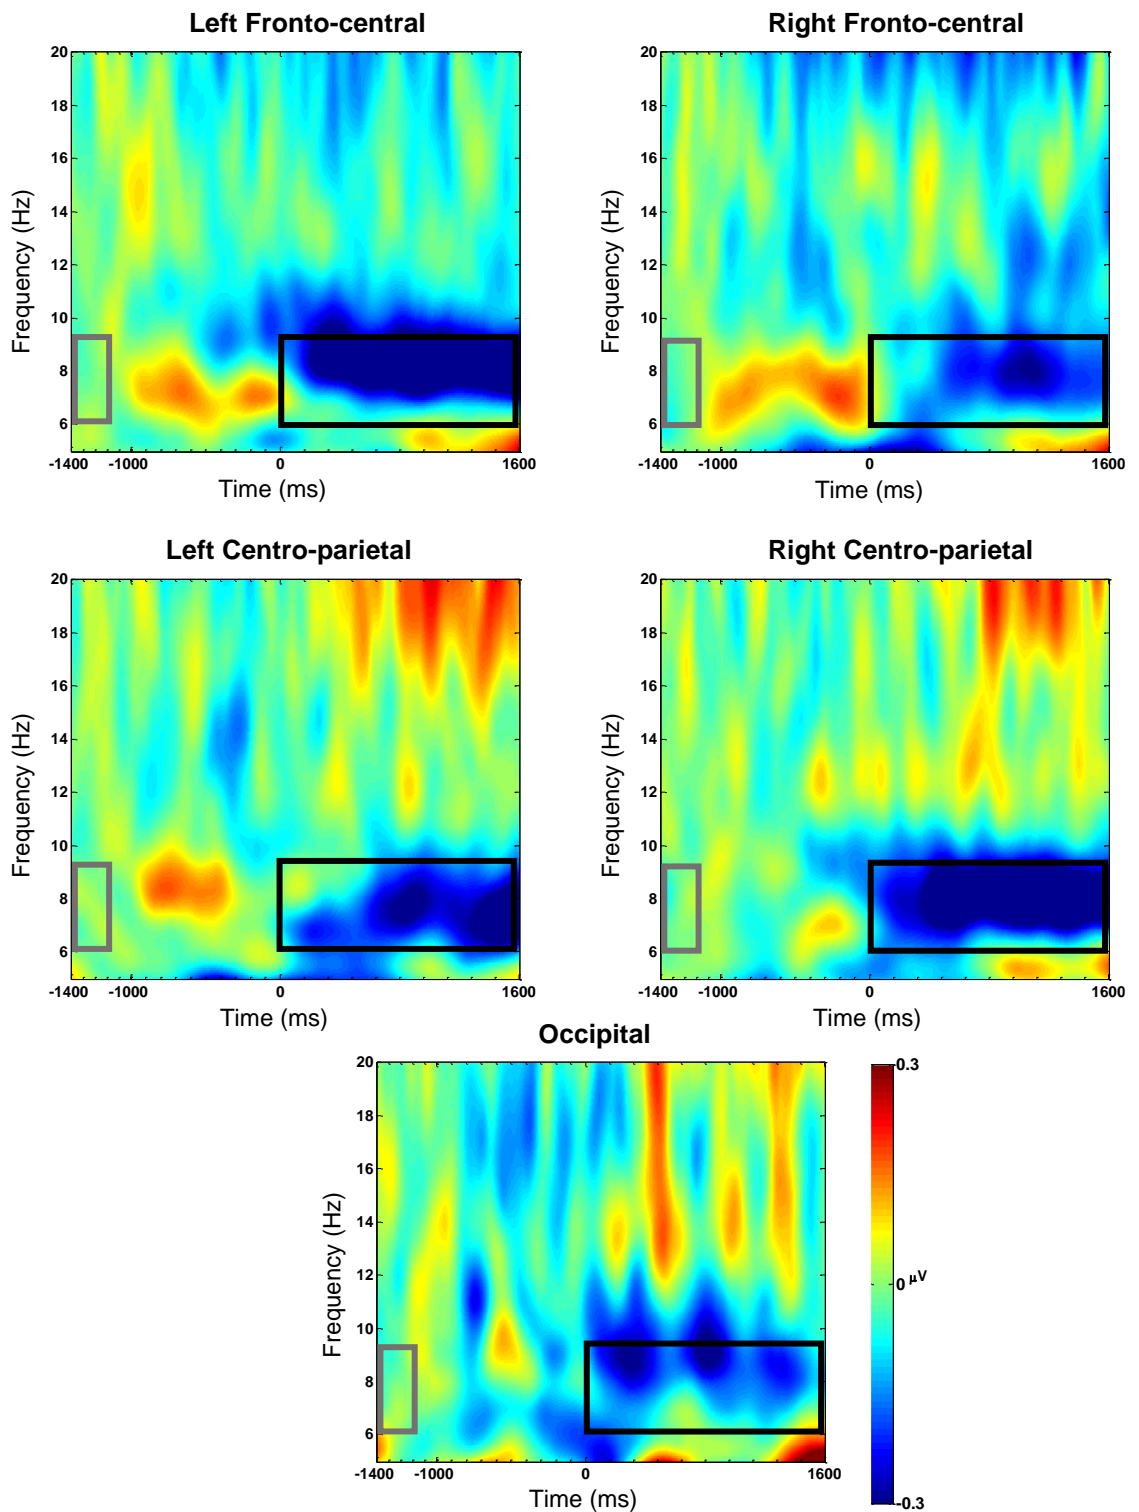 Left Fronto-central
Right Fronto-central
Frequency (Hz)
20
18
16
14
12
10
8
6
-1400 -1000 0 1600
Time (ms)
Frequency (Hz)
20
18
16
14
12
10
8
6
-1400 -1000 0 1600
Time (ms)
Left Centro-parietal
Right Centro-parietal
Frequency (Hz)
20
18
16
14
12
10
8
6
-1400 -1000 0 1600
Time (ms)
Frequency (Hz)
20
18
16
14
12
10
8
6
-1400 -1000 0 1600
Time (ms)
Occipital
Frequency (Hz)
20
18
16
14
12
10
8
6
-1400 -1000 0 1600
Time (ms)
0.3
0 µV
-0.3